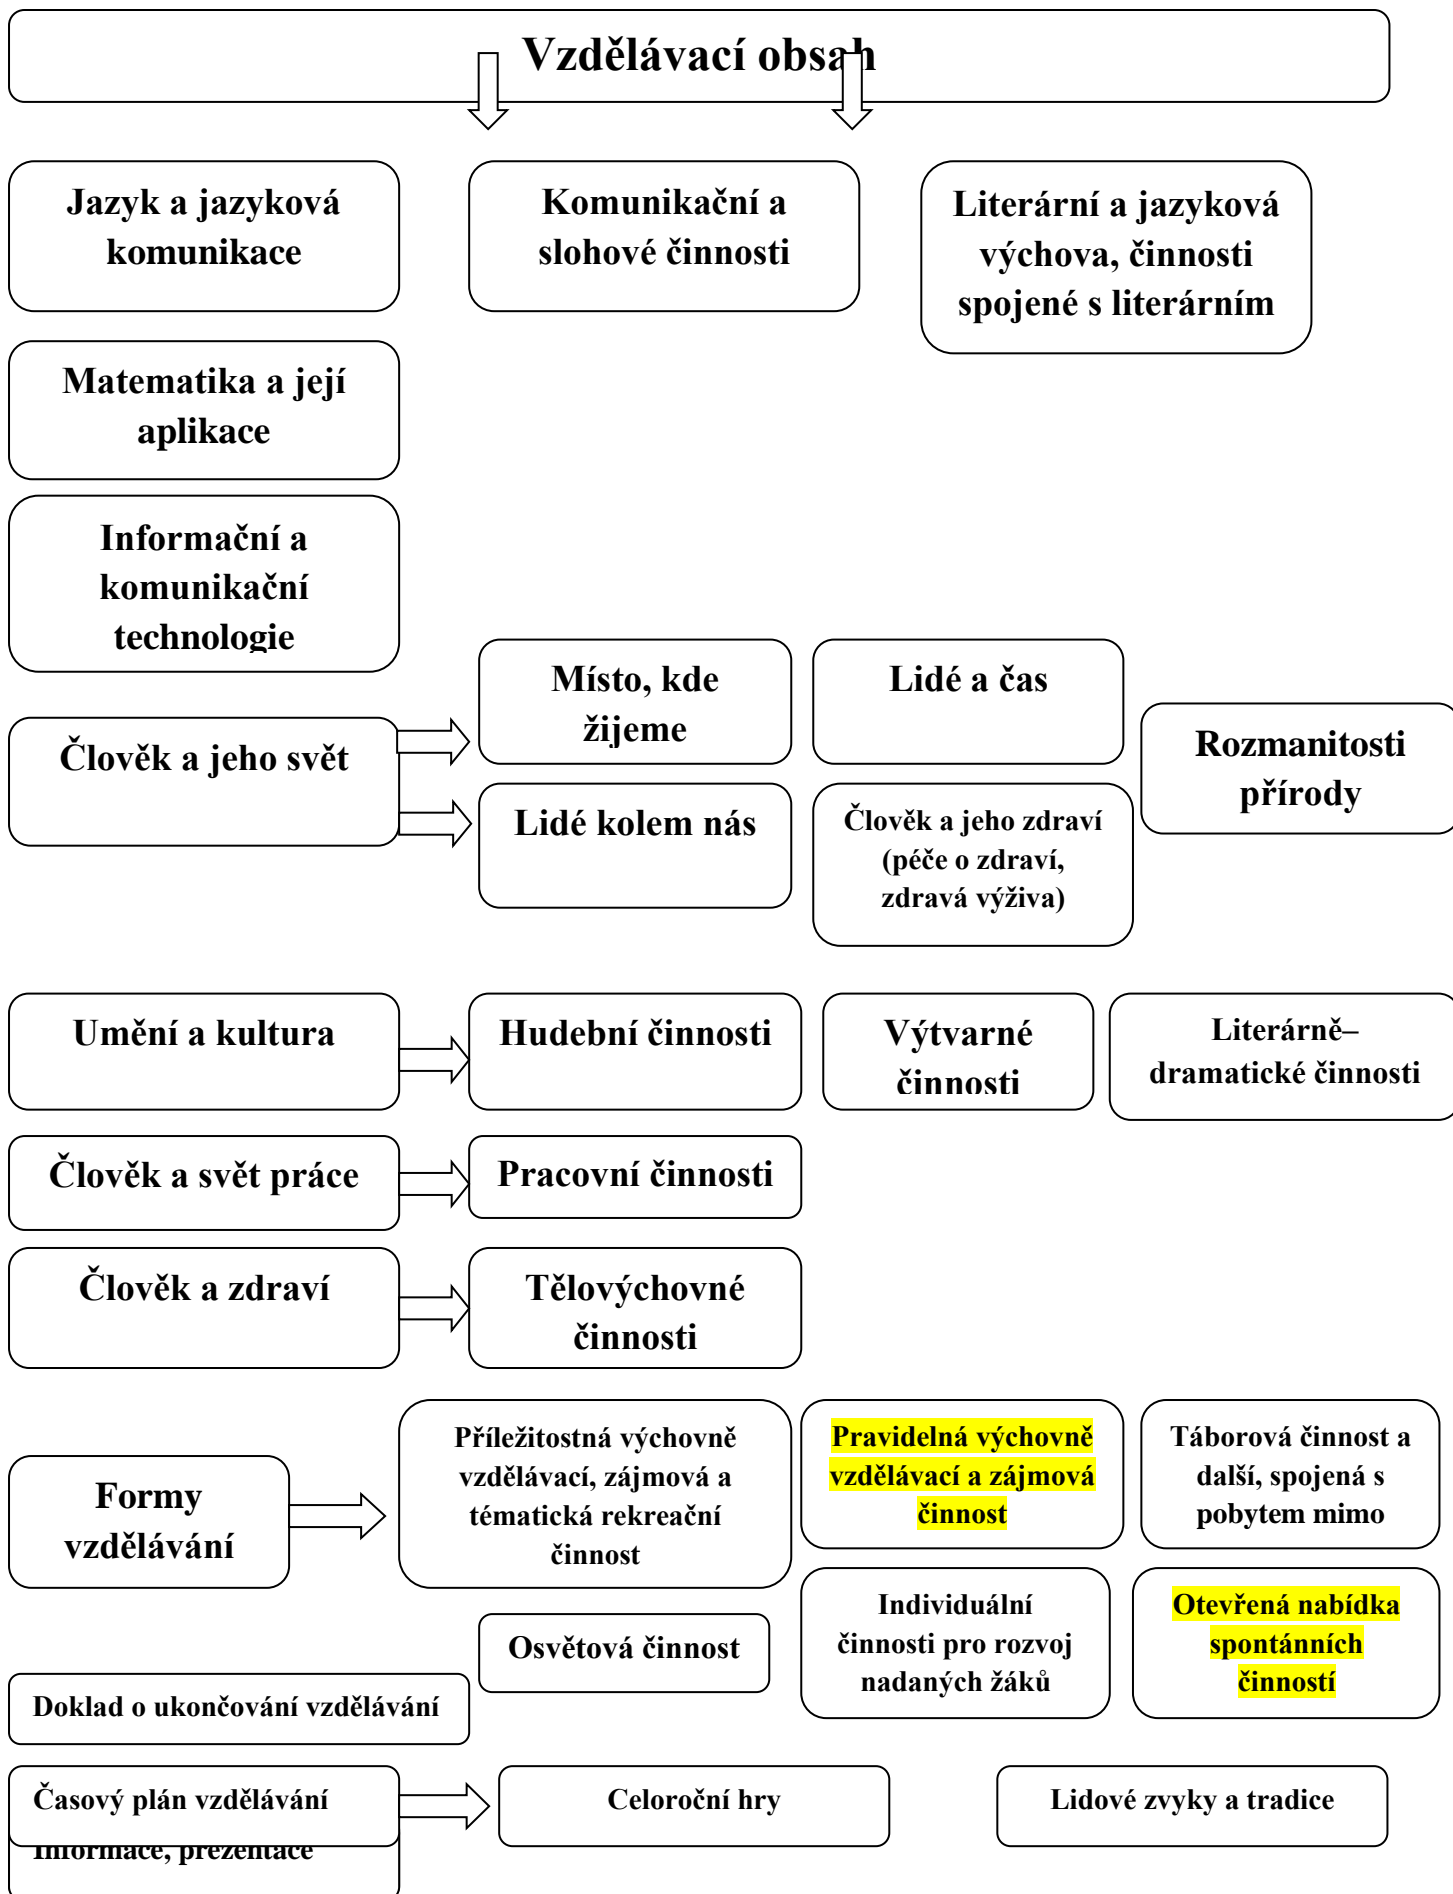 Vzdělávací obsah
Jazyk a jazyková
komunikace
Komunikační a
slohové činnosti
Literární a jazyková
výchova, činnosti
spojené s literárním
Matematika a její
aplikace
Informační a
komunikační
technologie
Místo, kde
žijeme
Lidé a čas
Rozmanitosti
přírody
Člověk a jeho svět
Lidé kolem nás
Člověk a jeho zdraví
(péče o zdraví,
zdravá výživa)
Umění a kultura
Hudební činnosti
Výtvarné
činnosti
Literárně–
dramatické činnosti
Člověk a svět práce
Pracovní činnosti
Člověk a zdraví
Tělovýchovné
činnosti
Formy
vzdělávání
Příležitostná výchovně
vzdělávací, zájmová a
tématická rekreační
činnost
Pravidelná výchovně
vzdělávací a zájmová
činnost
Táborová činnost a
další, spojená s
pobytem mimo
Osvětová činnost
Individuální
činnosti pro rozvoj
nadaných žáků
Otevřená nabídka
spontánních
činností
Doklad o ukončování vzdělávání
Časový plán vzdělávání
Celoroční hry
Lidové zvyky a tradice
Informace, prezentace